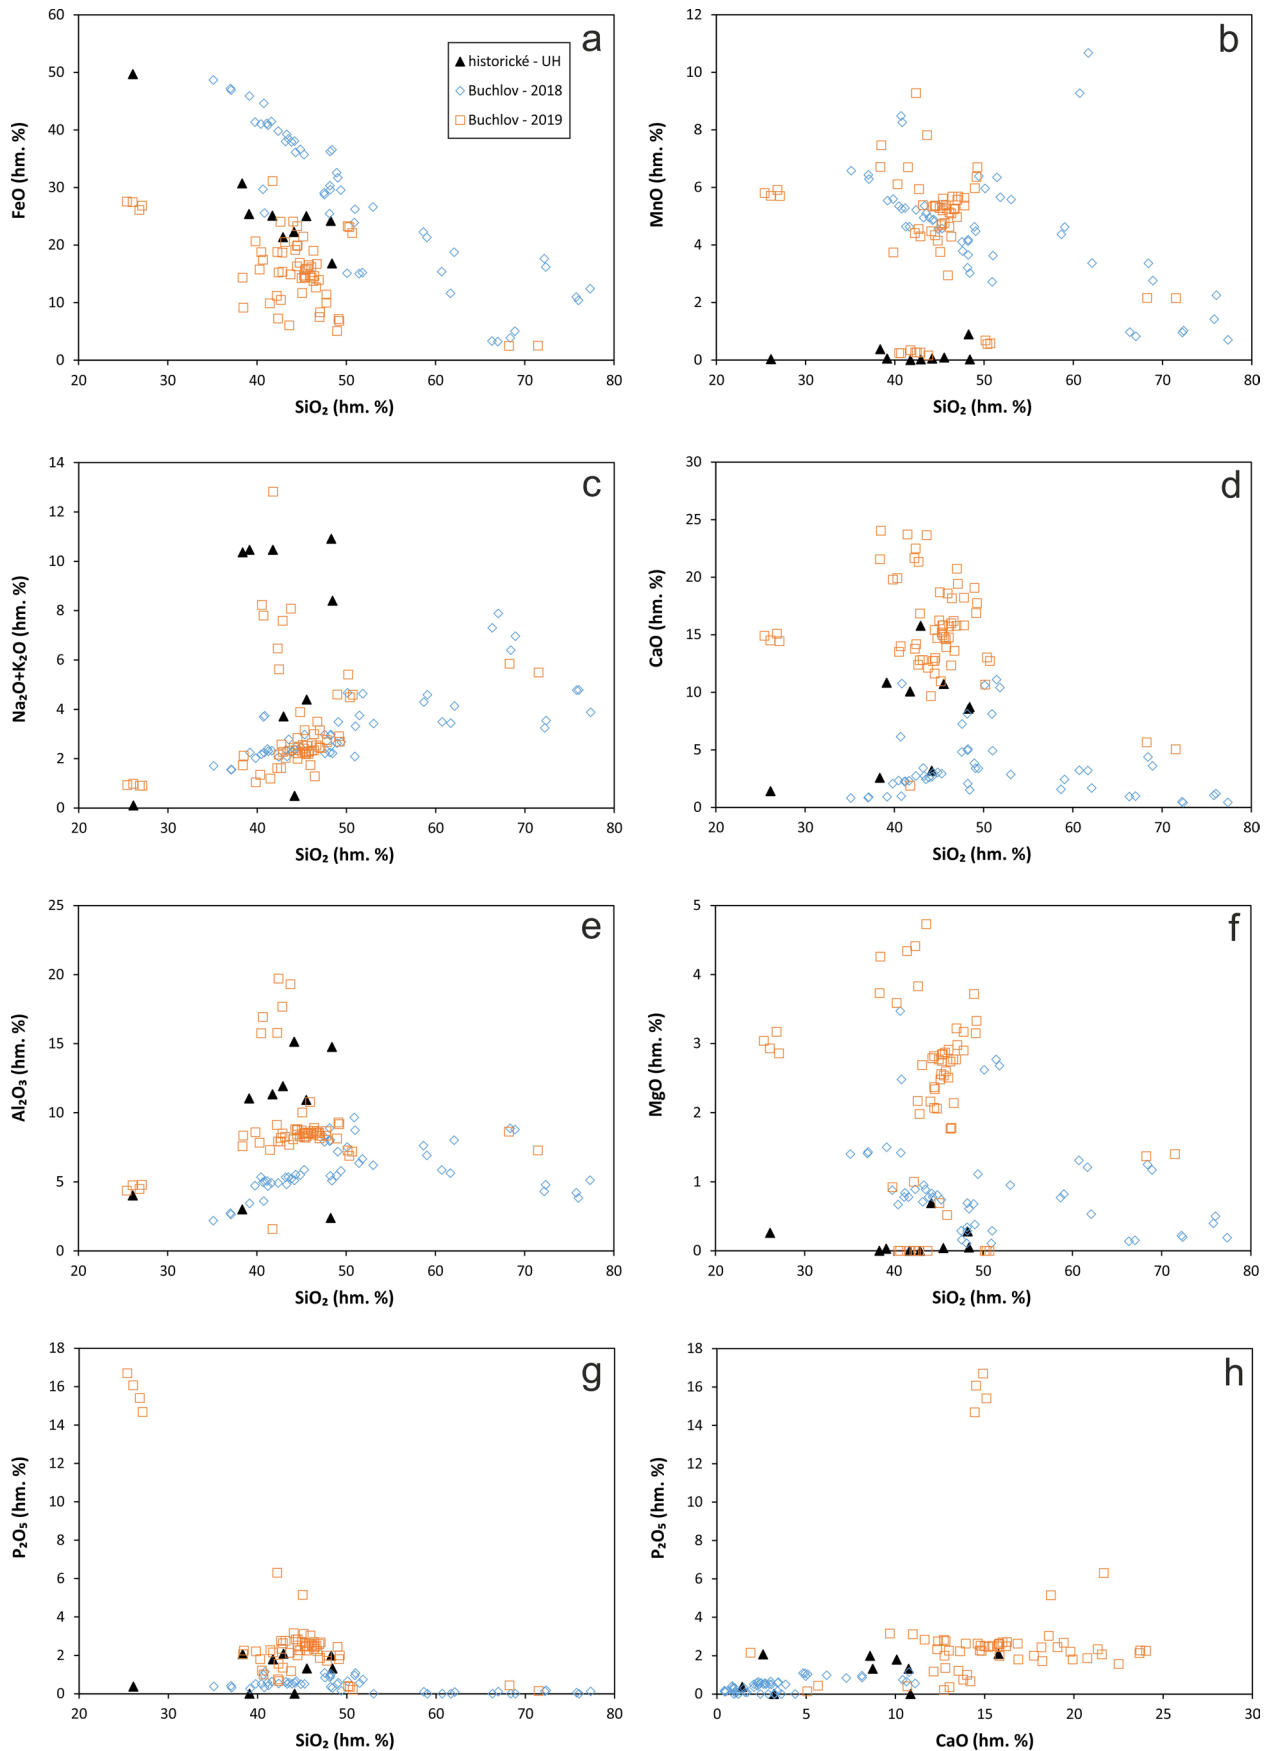 a
60
50
40
30
20
10
0
FeO (hm. %)
historické - UH
Buchlov - 2018
Buchlov - 2019
20 30 40 50 60 70 80
SiO₂ (hm. %)
b
12
10
8
6
4
2
0
MnO (hm. %)
20 30 40 50 60 70 80
SiO₂ (hm. %)
c
14
12
10
8
6
4
2
0
Na₂O+K₂O (hm. %)
20 30 40 50 60 70 80
SiO₂ (hm. %)
d
30
25
20
15
10
5
0
CaO (hm. %)
20 30 40 50 60 70 80
SiO₂ (hm. %)
e
25
20
15
10
5
0
Al₂O₃ (hm. %)
20 30 40 50 60 70 80
SiO₂ (hm. %)
f
5
4
3
2
1
0
MgO (hm. %)
20 30 40 50 60 70 80
SiO₂ (hm. %)
g
18
16
14
12
10
8
6
4
2
0
P₂O₅ (hm. %)
20 30 40 50 60 70 80
SiO₂ (hm. %)
h
18
16
14
12
10
8
6
4
2
0
P₂O₅ (hm. %)
0 5 10 15 20 25 30
CaO (hm. %)